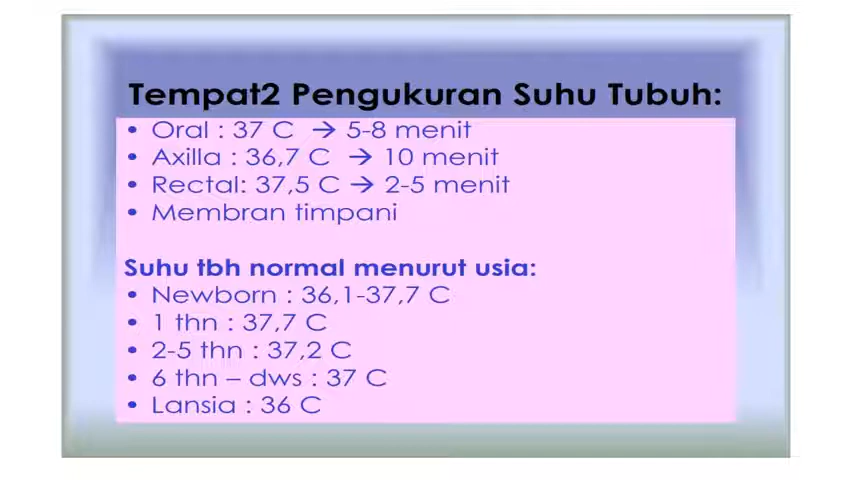 Tempat2 Pengukuran Suhu Tubuh:
• Oral : 37 C → 5-8 menit
• Axilla : 36,7 C → 10 menit
• Rectal: 37,5 C → 2-5 menit
• Membran timpani
Suhu tbh normal menurut usia:
• Newborn : 36,1-37,7 C
• 1 thn : 37,7 C
• 2-5 thn : 37,2 C
• 6 thn – dws : 37 C
• Lansia : 36 C